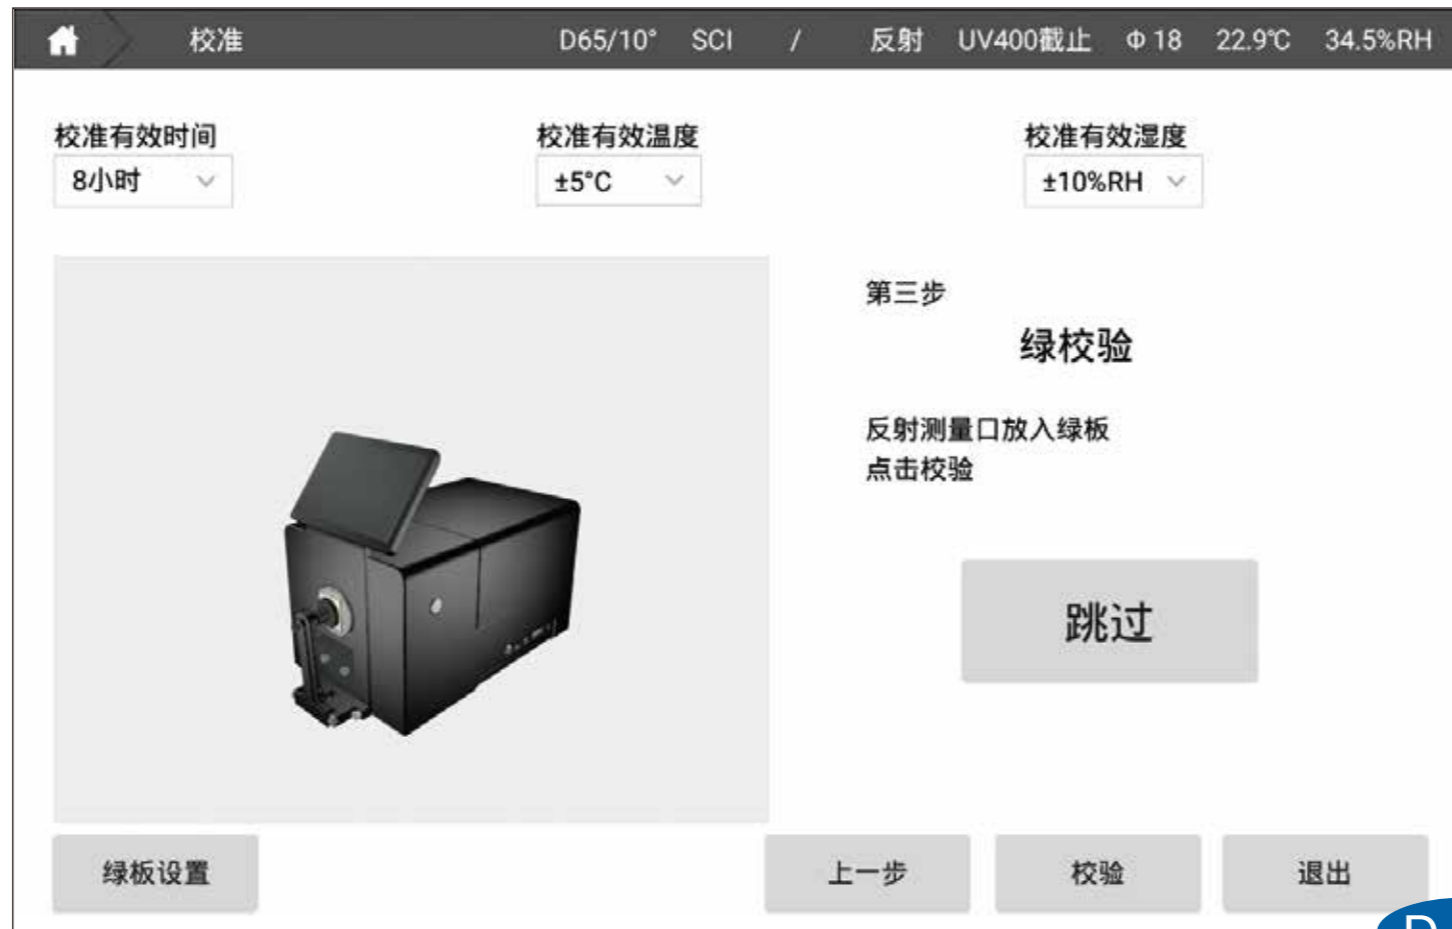 校准 D65/10° SCI / 反射 UV400截止 Φ 18 22.9℃ 34.5%RH
校准有效时间 校准有效温度 校准有效湿度
8小时 ±5°C ±10%RH
第三步
绿校验
反射测量口放入绿板
点击校验
跳过
绿板设置 上一步 校验 退出